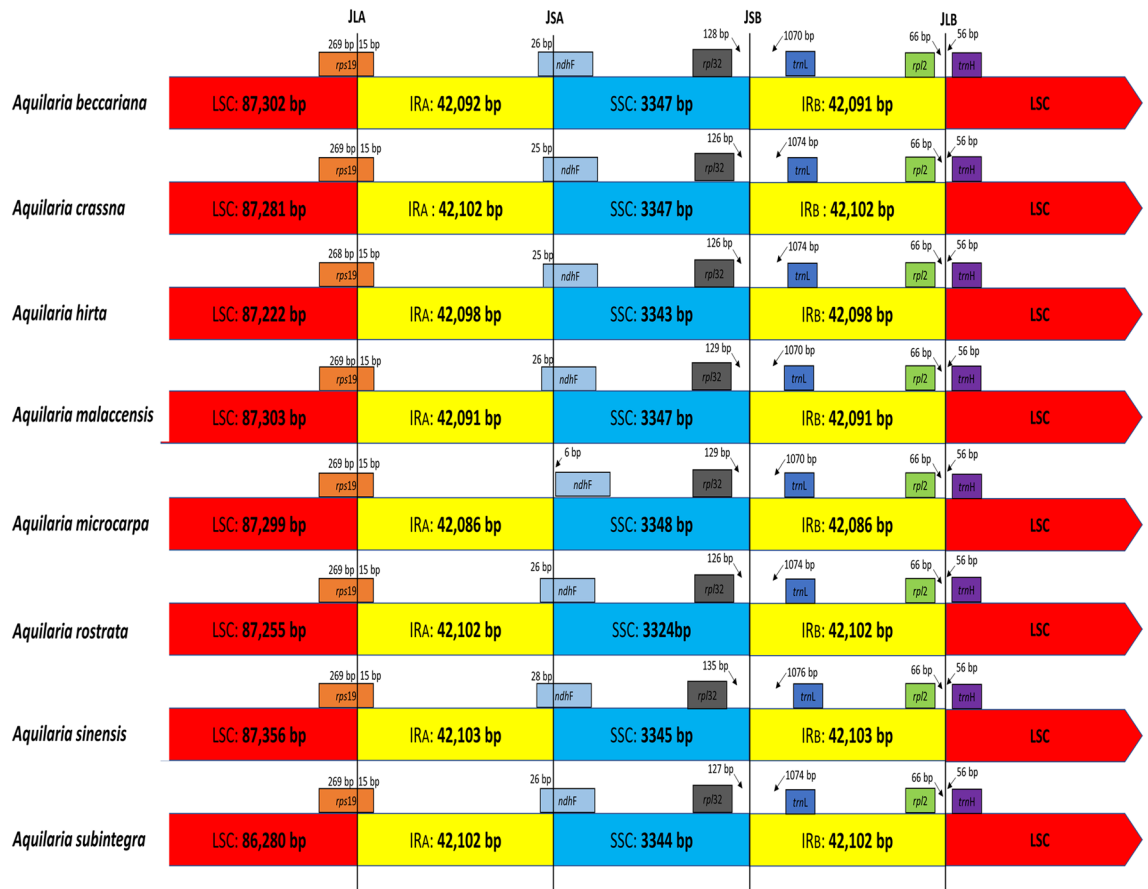 JLA JSA JSB JLB
269 bp 15 bp 26 bp 128 bp 1070 bp 66 bp 56 bp
rps19 ndhF rpl32 trnL rpl2 trnH
Aquilaria beccariana LSC: 87,302 bp IRA: 42,092 bp SSC: 3347 bp IRB: 42,091 bp LSC
269 bp 15 bp 25 bp 126 bp 1074 bp 66 bp 56 bp
rps19 ndhF rpl32 trnL rpl2 trnH
Aquilaria crassna LSC: 87,281 bp IRA : 42,102 bp SSC: 3347 bp IRB : 42,102 bp LSC
268 bp 15 bp 25 bp 126 bp 1074 bp 66 bp 56 bp
rps19 ndhF rpl32 trnL rpl2 trnH
Aquilaria hirta LSC: 87,222 bp IRA: 42,098 bp SSC: 3343 bp IRB: 42,098 bp LSC
269 bp 15 bp 26 bp 129 bp 1070 bp 66 bp 56 bp
rps19 ndhF rpl32 trnL rpl2 trnH
Aquilaria malaccensis LSC: 87,303 bp IRA: 42,091 bp SSC: 3347 bp IRB: 42,091 bp LSC
269 bp 15 bp 6 bp 129 bp 1070 bp 66 bp 56 bp
rps19 ndhF rpl32 trnL rpl2 trnH
Aquilaria microcarpa LSC: 87,299 bp IRA: 42,086 bp SSC: 3348 bp IRB: 42,086 bp LSC
269 bp 15 bp 26 bp 126 bp 1074 bp 66 bp 56 bp
rps19 ndhF rpl32 trnL rpl2 trnH
Aquilaria rostrata LSC: 87,255 bp IRA: 42,102 bp SSC: 3324bp IRB: 42,102 bp LSC
269 bp 15 bp 28 bp 135 bp 1076 bp 66 bp 56 bp
rps19 ndhF rpl32 trnL rpl2 trnH
Aquilaria sinensis LSC: 87,356 bp IRA: 42,103 bp SSC: 3345 bp IRB: 42,103 bp LSC
269 bp 15 bp 26 bp 127 bp 1074 bp 66 bp 56 bp
rps19 ndhF rpl32 trnL rpl2 trnH
Aquilaria subintegra LSC: 86,280 bp IRA: 42,102 bp SSC: 3344 bp IRB: 42,102 bp LSC